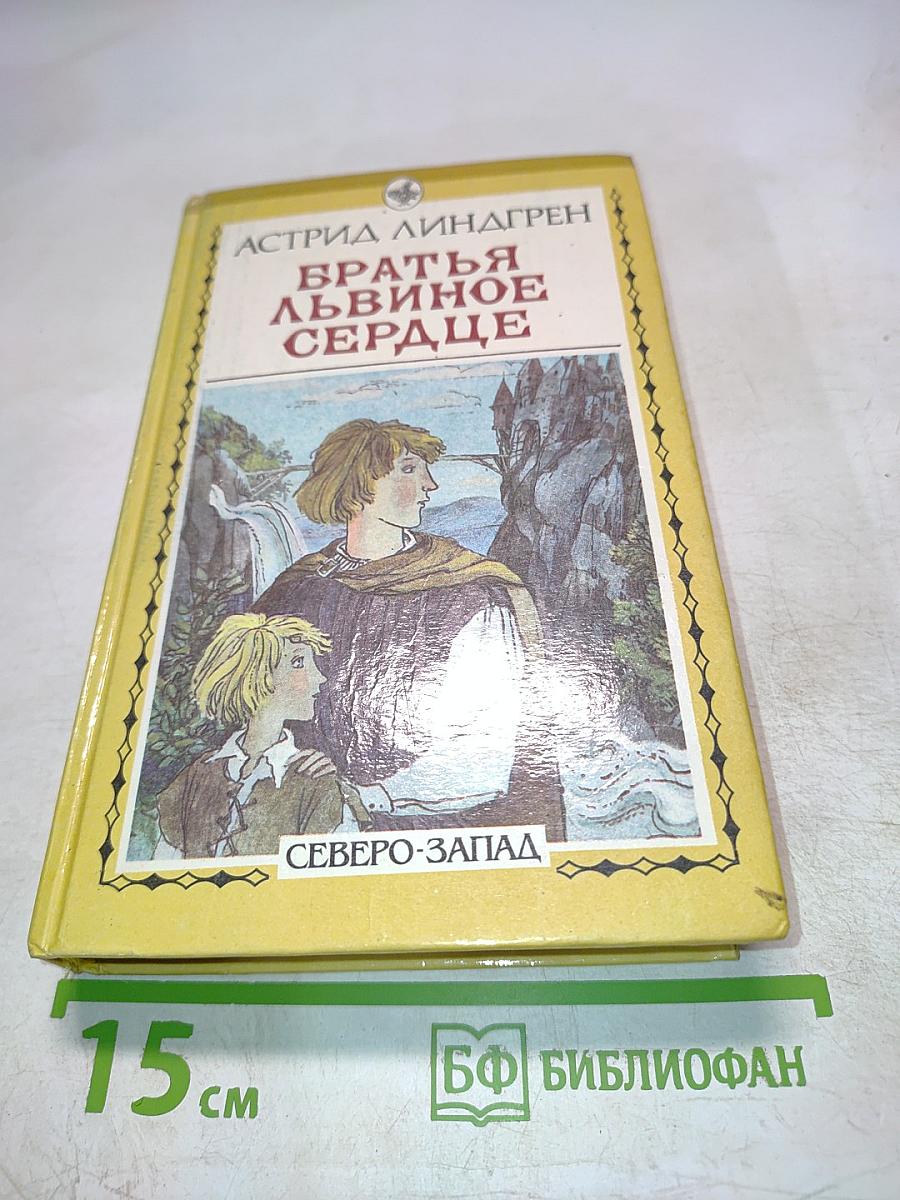 АСТРИД ЛИНДГРЕН
БРАТЬЯ
ЛЬВИНОЕ
СЕРДЦЕ
СЕВЕРО-ЗАПАД
15 см
БФ БИБЛИОФАН